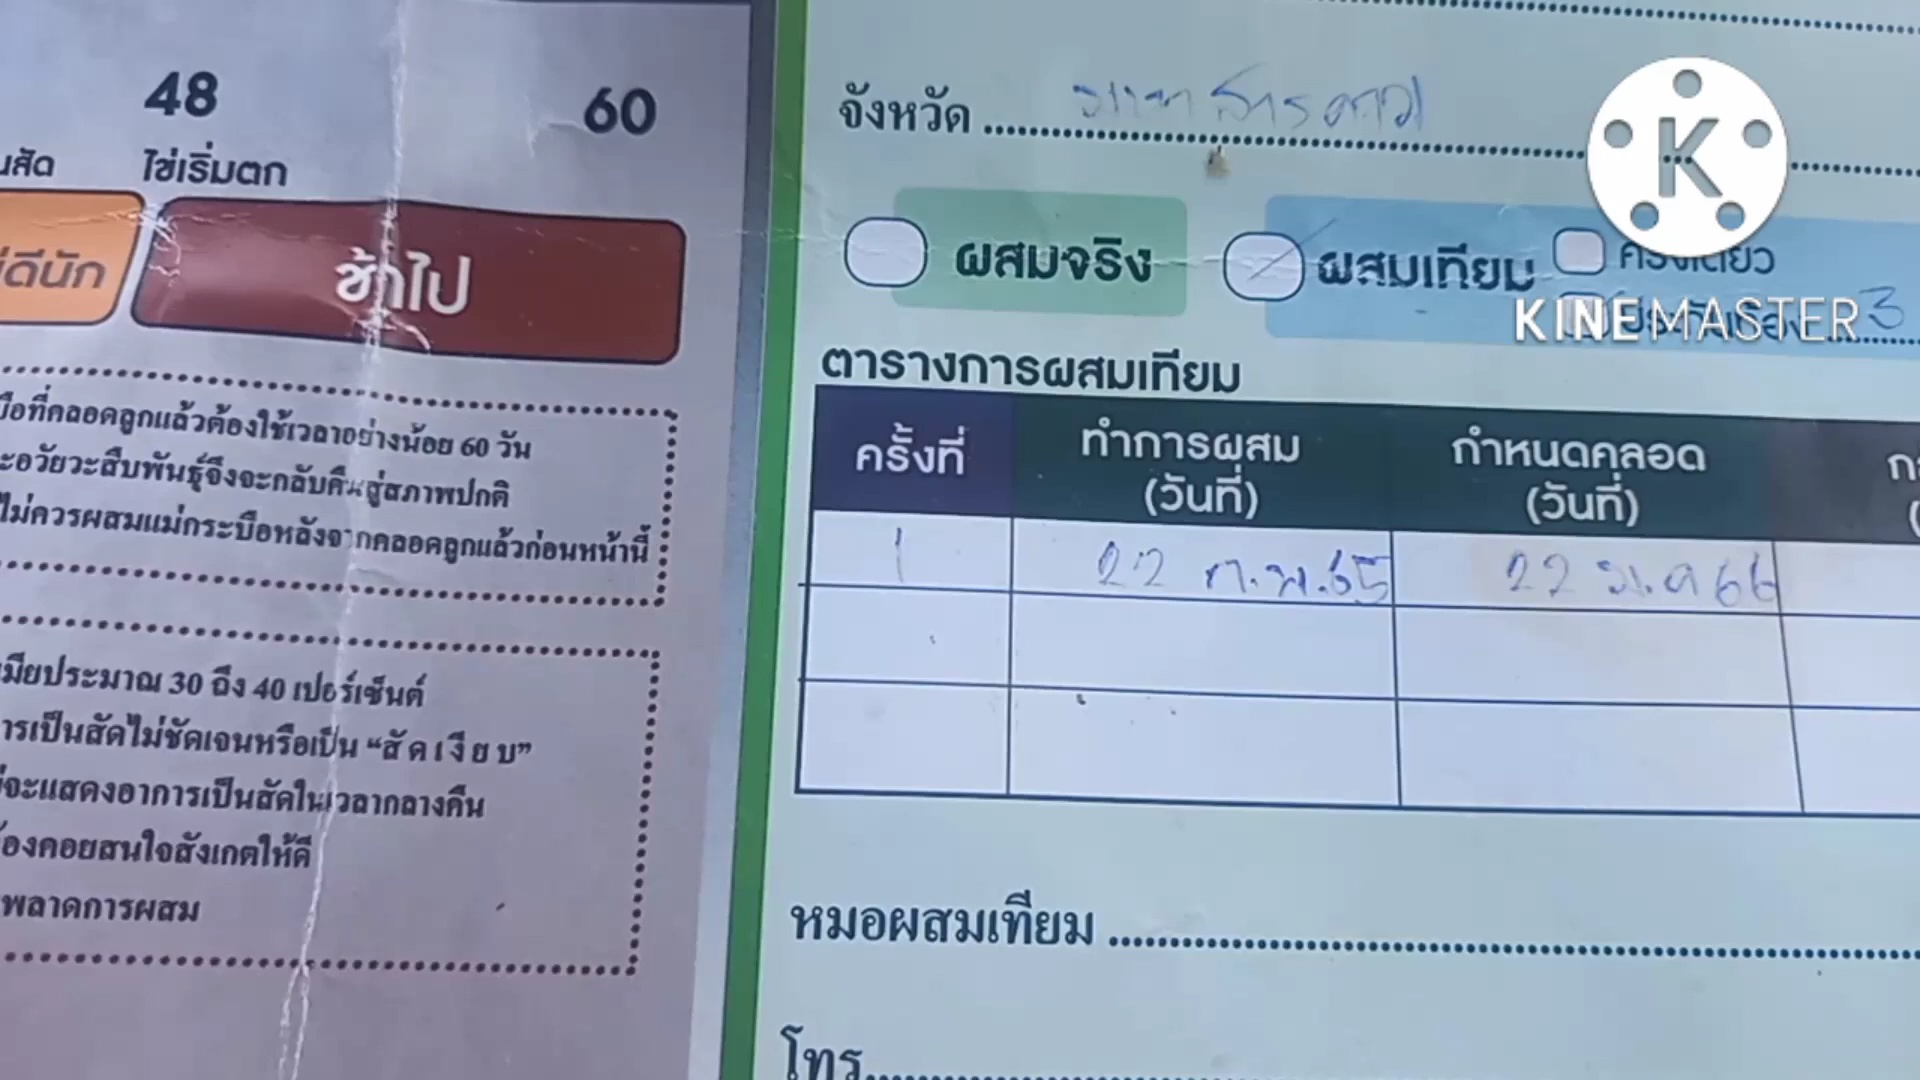 48
60
ไข่เริ่มตก
ช้าไป
คลอดลูกแล้วต้องใช้เวลาอย่างน้อย 60 วัน
อวัยวะสืบพันธุ์จึงจะกลับคืนสู่สภาพปกติ
ไม่ควรผสมแม่กระบือหลังจากคลอดลูกแล้วก่อนหน้านี้
ประมาณ 30 ถึง 40 เปอร์เซ็นต์
เป็นสัดไม่ชัดเจนหรือเป็น “สัดเงียบ”
จะแสดงอาการเป็นสัดในเวลากลางคืน
คอยสนใจสังเกตให้ดี
พลาดการผสม
จังหวัด มหาสารคาม
ผสมจริง ผสมเทียม
3
K
KINEMASTER
ตารางการผสมเทียม
ครั้งที่ ทำการผสม (วันที่) กำหนดคลอด (วันที่)
1 22 ก.พ.65 22 ม.ค 66
หมอผสมเทียม
โทร